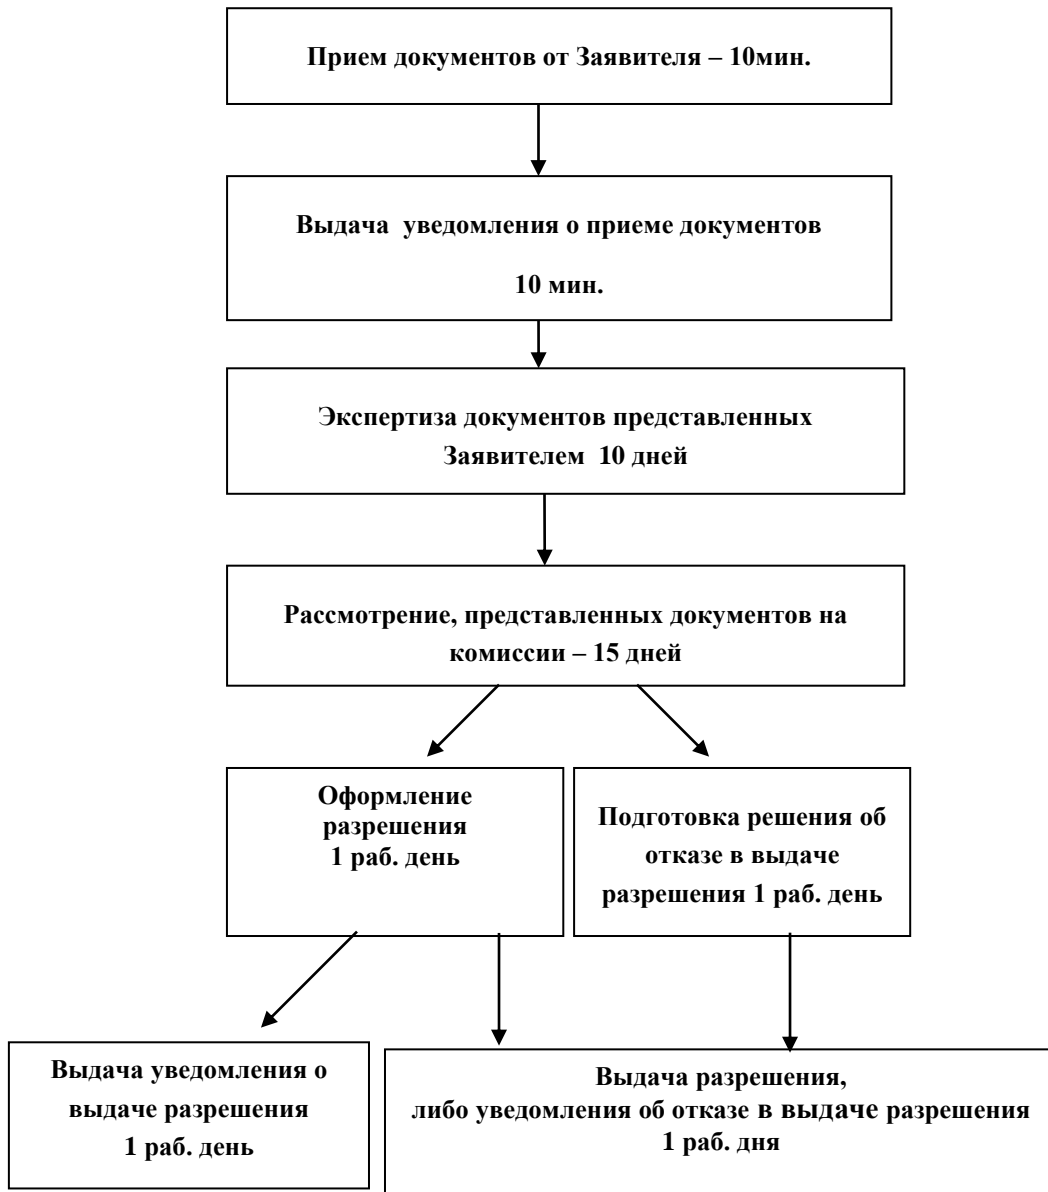 Прием документов от Заявителя – 10мин.
Выдача уведомления о приеме документов
10 мин.
Экспертиза документов представленных
Заявителем 10 дней
Рассмотрение, представленных документов на
комиссии – 15 дней
Оформление
разрешения
1 раб. день
Подготовка решения об
отказе в выдаче
разрешения 1 раб. день
Выдача уведомления о
выдаче разрешения
1 раб. день
Выдача разрешения,
либо уведомления об отказе в выдаче разрешения
1 раб. дня